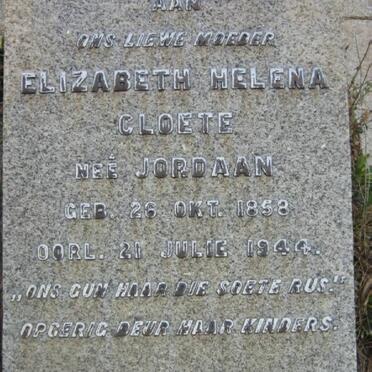 AAN
ONS LIEWE MOEDER
ELIZABETH HELENA
CLOETE
NEÉ JORDAAN
GEB. 26 OKT. 1858
OORL. 21 JULIE 1944.
„ONS GUN HAAR DIE SOETE RUS."
OPGERIG DEUR HAAR KINDERS.